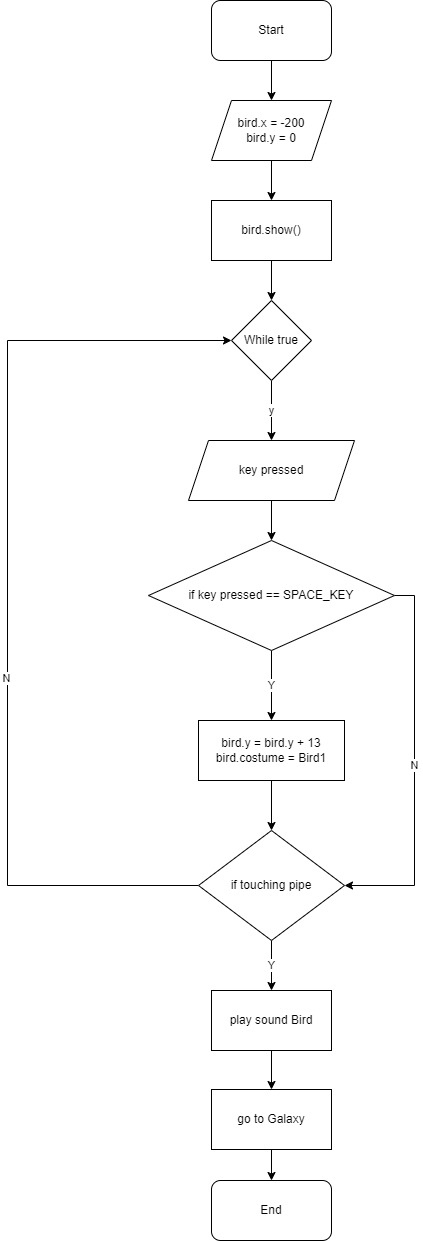 Start
bird.x = -200
bird.y = 0
bird.show()
While true
y
key pressed
if key pressed == SPACE_KEY
N
Y
bird.y = bird.y + 13
bird.costume = Bird1
N
if touching pipe
Y
play sound Bird
go to Galaxy
End